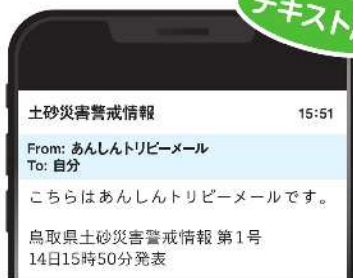 テキスト
土砂災害警戒情報 15:51
From: あんしんトリピーメール
To: 自分
こちらはあんしんトリピーメールです。
鳥取県土砂災害警戒情報 第1号
14日15時50分発表